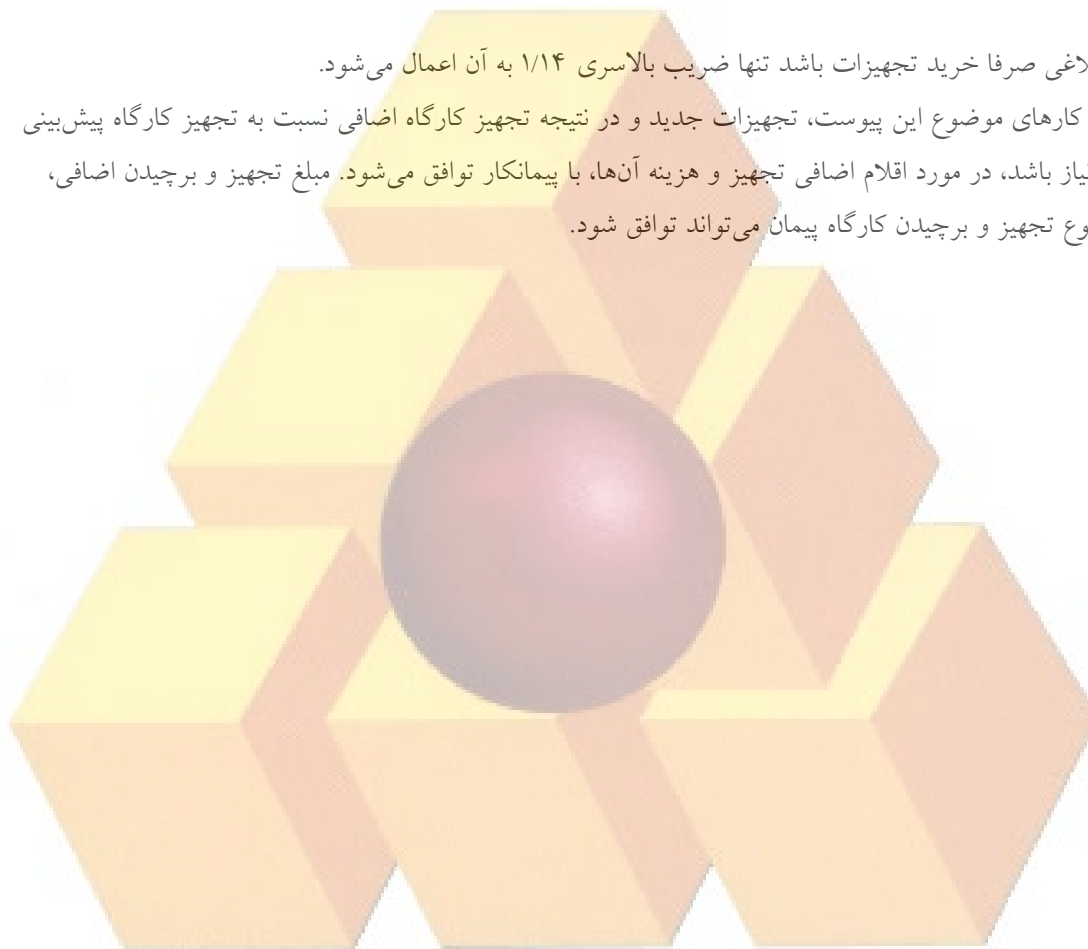 صرفا خرید تجهیزات باشد تنها ضریب بالاسری ۱/۱۴ به آن اعمال می‌شود.
کارهای موضوع این پیوست، تجهیزات جدید و در نتیجه تجهیز کارگاه اضافی نسبت به تجهیز کارگاه پیش‌بینی
باشد، در مورد اقلام اضافی تجهیز و هزینه آن‌ها، با پیمانکار توافق می‌شود. مبلغ تجهیز و برچیدن اضافی،
تجهیز و برچیدن کارگاه پیمان می‌تواند توافق شود.